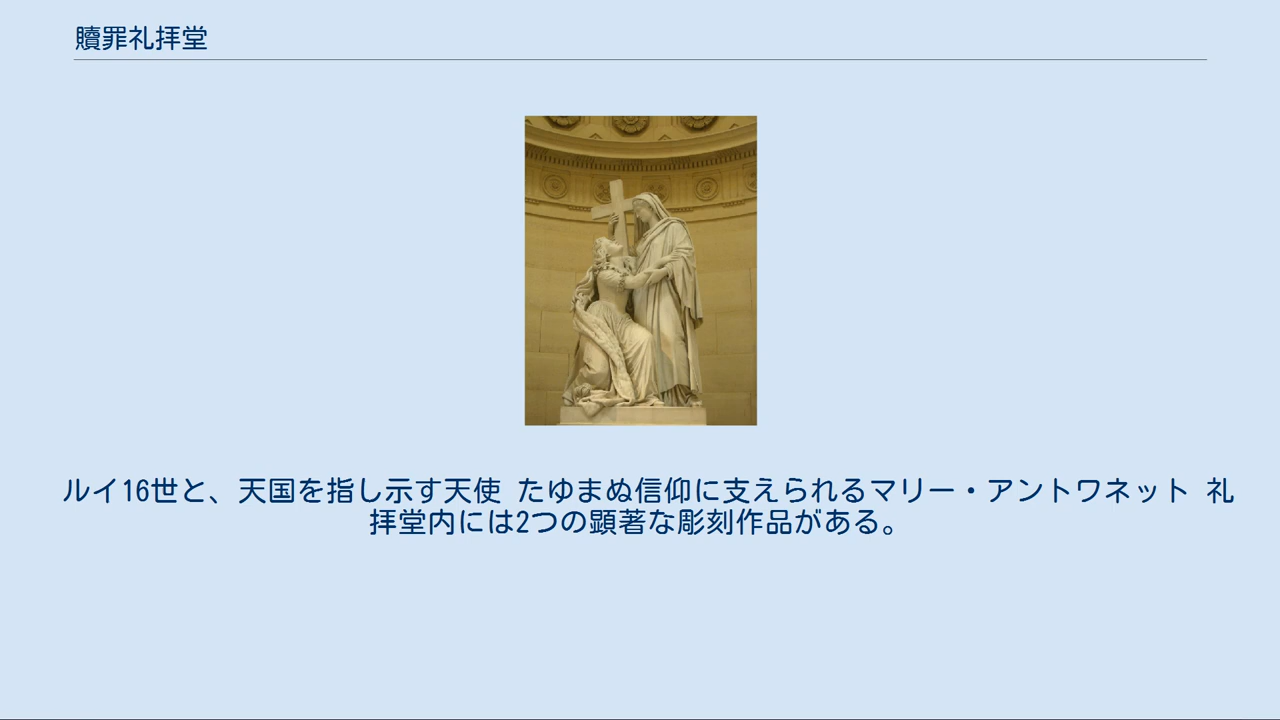 贖罪礼拝堂
ルイ16世と、天国を指し示す天使 たゆまぬ信仰に支えられるマリー・アントワネット 礼
拝堂内には2つの顕著な彫刻作品がある。